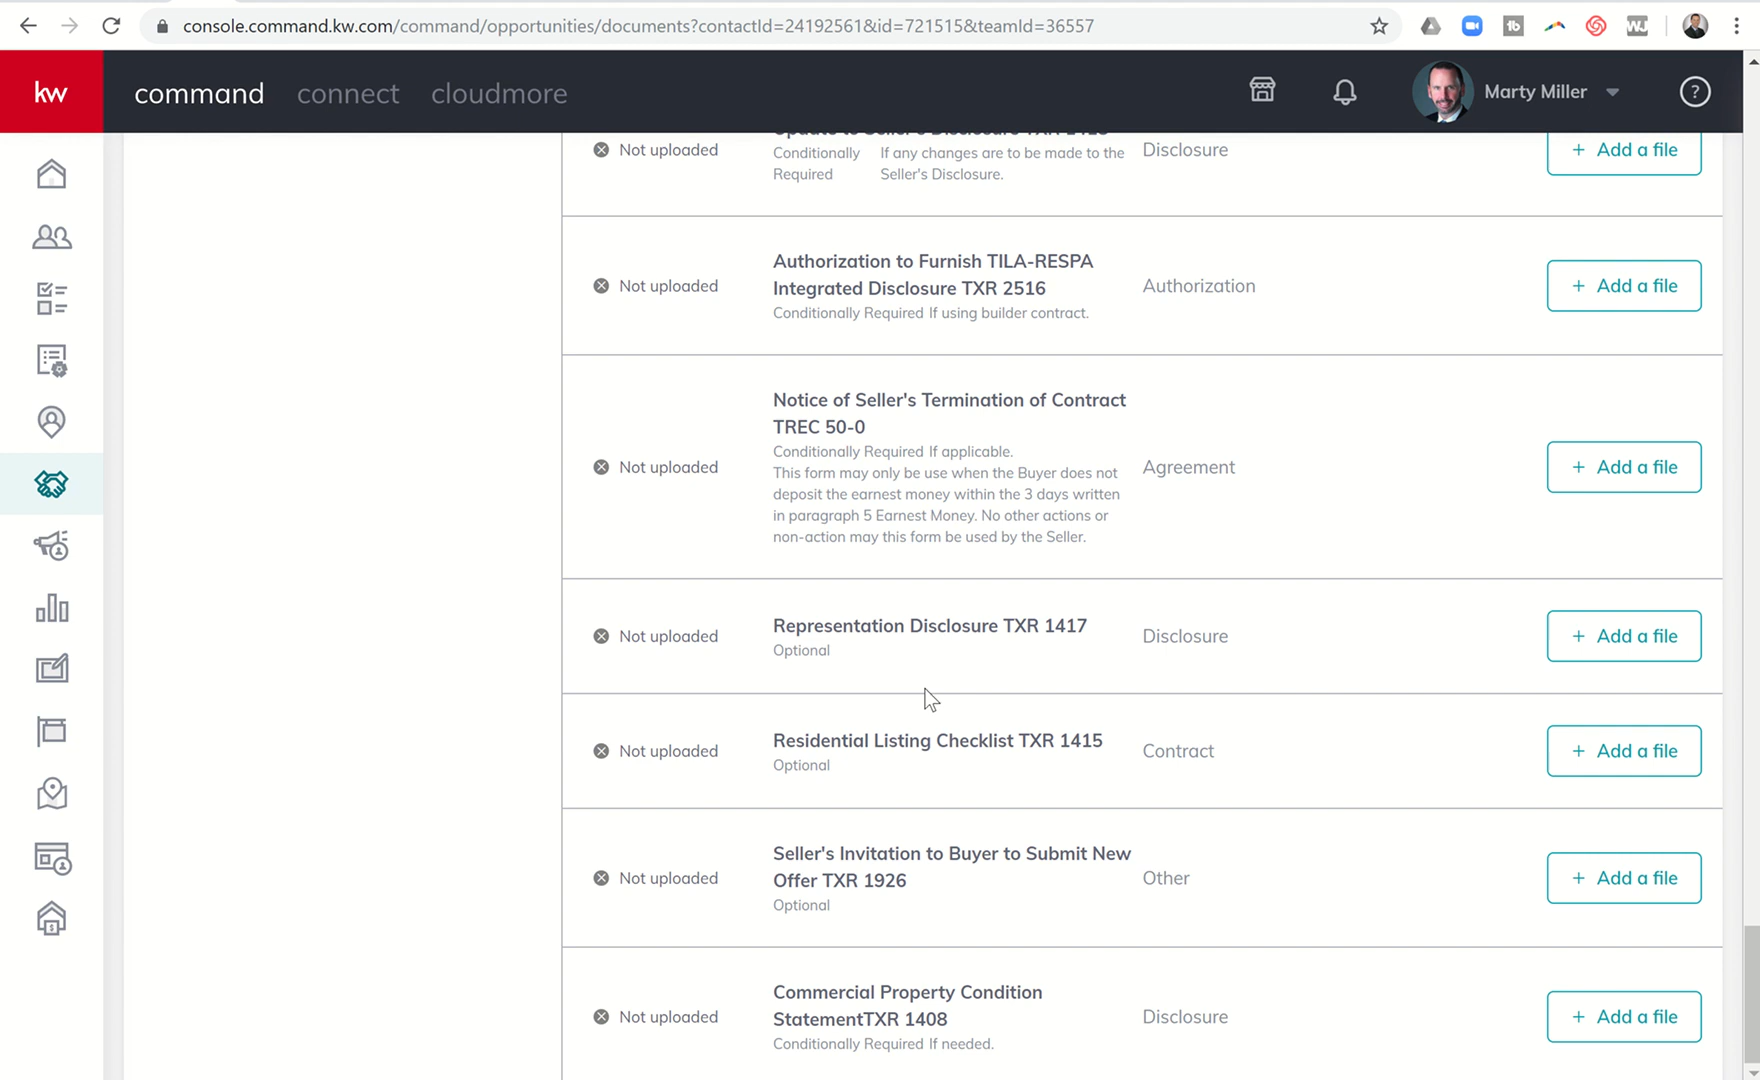 console.command.kw.com/command/opportunities/documents?contactId=24192561&id=721515&teamId=36557
kw
command connect cloudmore
Marty Miller
?
Update to Seller's Disclosure TXR 1418
Not uploaded
Conditionally Required
If any changes are to be made to the
Seller's Disclosure.
Disclosure
+ Add a file
Not uploaded
Authorization to Furnish TILA-RESPA
Integrated Disclosure TXR 2516
Conditionally Required If using builder contract.
Authorization
+ Add a file
Not uploaded
Notice of Seller's Termination of Contract
TREC 50-0
Conditionally Required If applicable.
This form may only be use when the Buyer does not
deposit the earnest money within the 3 days written
in paragraph 5 Earnest Money. No other actions or
non-action may this form be used by the Seller.
Agreement
+ Add a file
Not uploaded
Representation Disclosure TXR 1417
Optional
Disclosure
+ Add a file
Not uploaded
Residential Listing Checklist TXR 1415
Optional
Contract
+ Add a file
Not uploaded
Seller's Invitation to Buyer to Submit New
Offer TXR 1926
Optional
Other
+ Add a file
Not uploaded
Commercial Property Condition
StatementTXR 1408
Conditionally Required If needed.
Disclosure
+ Add a file